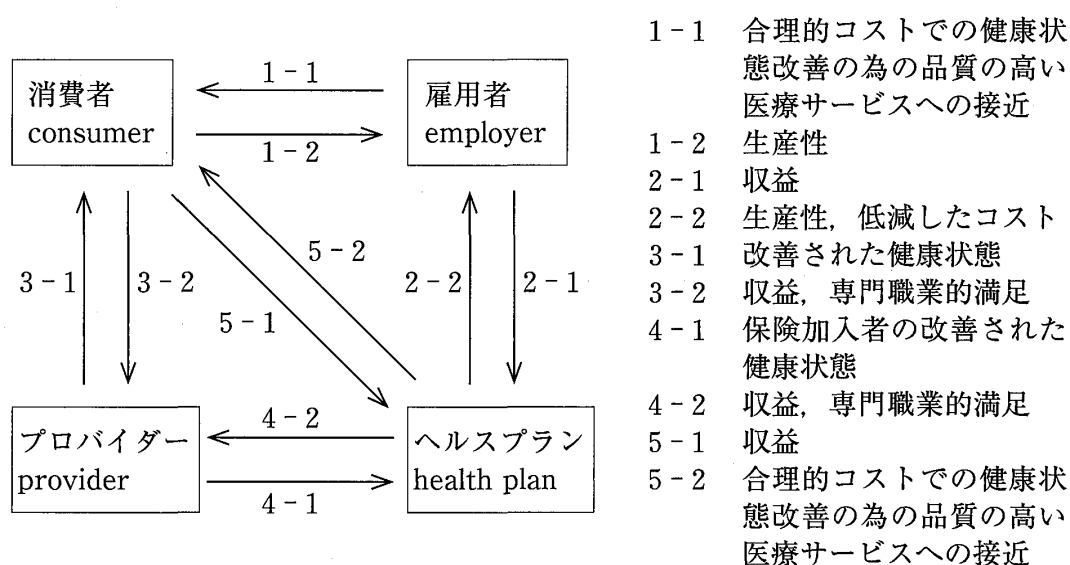 消費者
consumer
1-1
1-2
雇用者
employer
3-1
3-2
5-2
5-1
2-2
2-1
プロバイダー
provider
4-2
4-1
ヘルスプラン
health plan
1-1 合理的コストでの健康状
態改善の為の品質の高い
医療サービスへの接近
1-2 生産性
2-1 収益
2-2 生産性，低減したコスト
3-1 改善された健康状態
3-2 収益，専門職業的満足
4-1 保険加入者の改善された
健康状態
4-2 収益，専門職業的満足
5-1 収益
5-2 合理的コストでの健康状
態改善の為の品質の高い
医療サービスへの接近